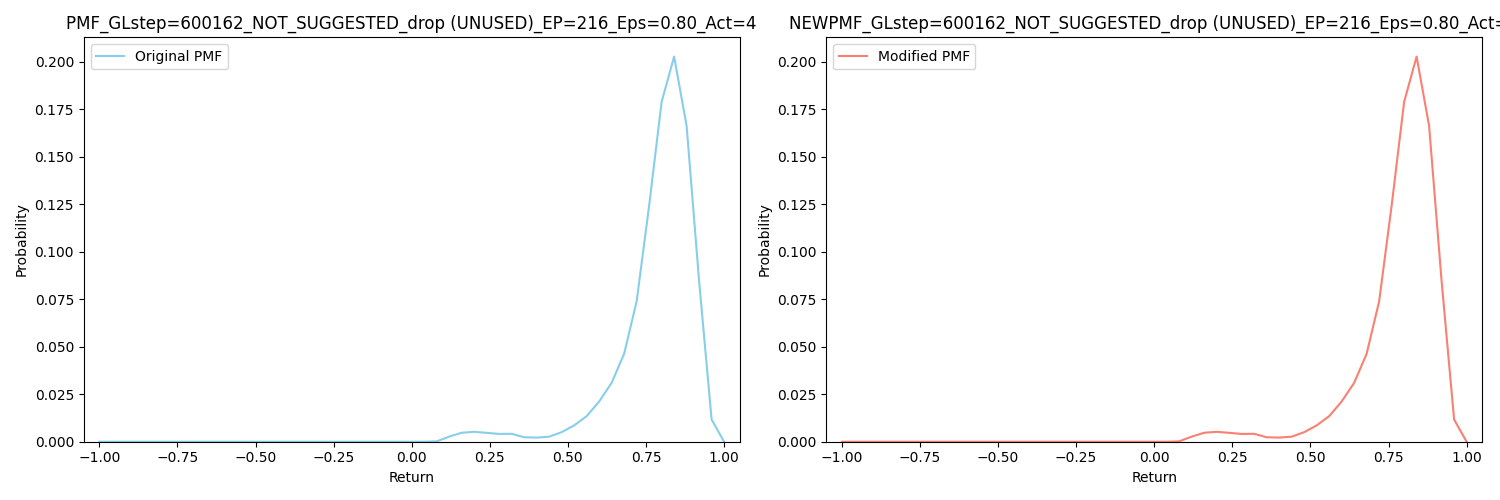 PMF_GLstep=600162_NOT_SUGGESTED_drop (UNUSED)_EP=216_Eps=0.80_Act=4
Original PMF
0.200
0.175
0.150
0.125
0.100
0.075
0.050
0.025
0.000
Probability
−1.00 −0.75 −0.50 −0.25 0.00 0.25 0.50 0.75 1.00
Return
NEWPMF_GLstep=600162_NOT_SUGGESTED_drop (UNUSED)_EP=216_Eps=0.80_Act=
Modified PMF
0.200
0.175
0.150
0.125
0.100
0.075
0.050
0.025
0.000
Probability
−1.00 −0.75 −0.50 −0.25 0.00 0.25 0.50 0.75 1.00
Return